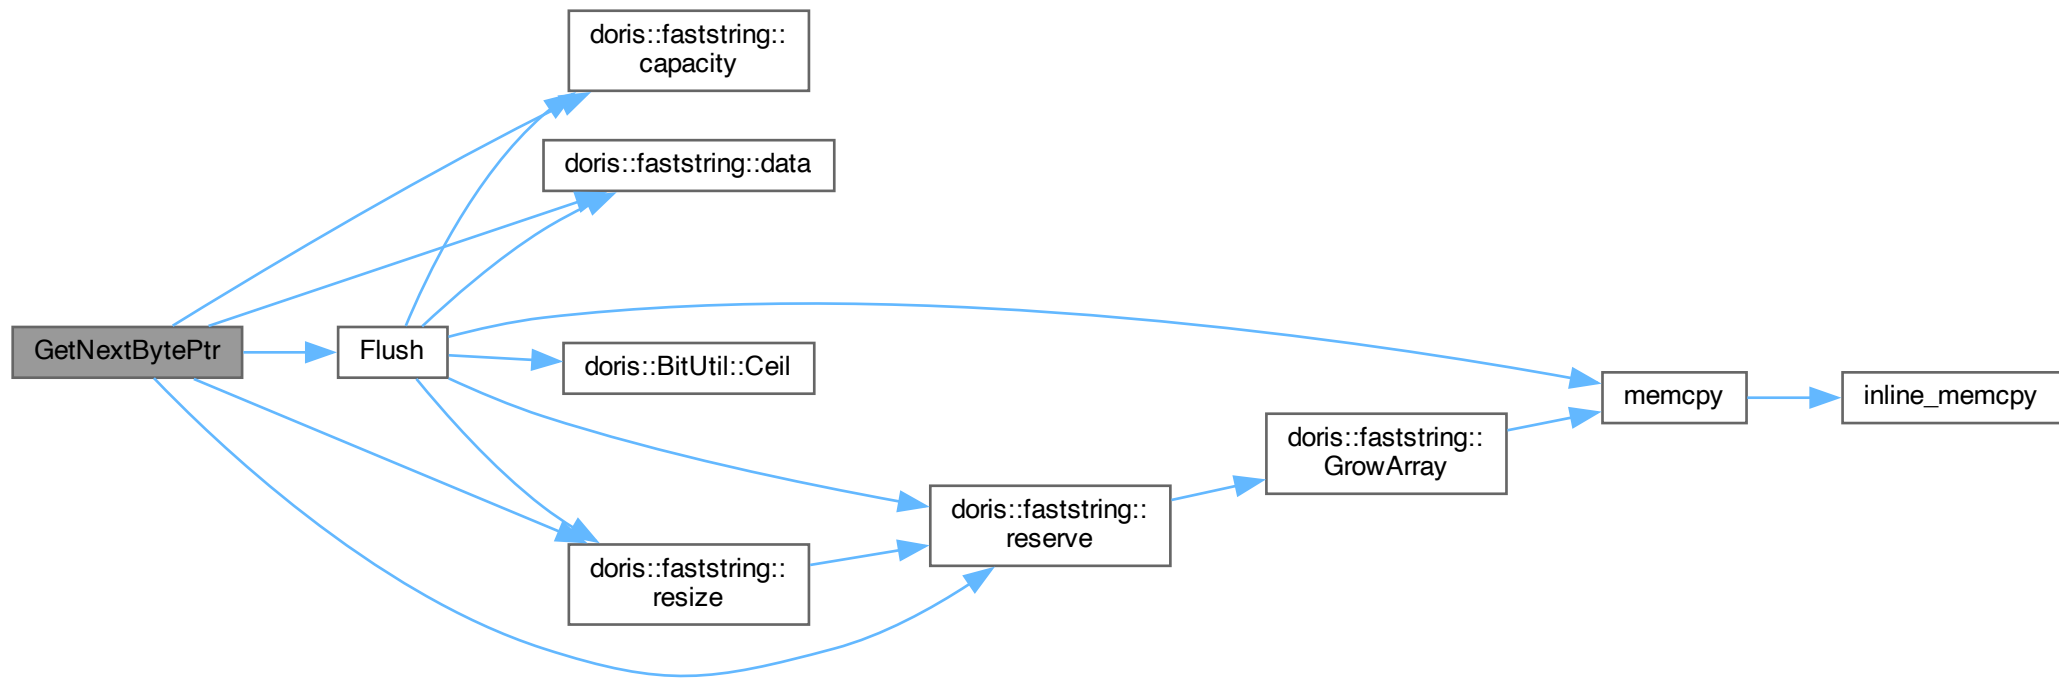 doris::faststring::
capacity
doris::faststring::data
GetNextBytePtr
Flush
doris::BitUtil::Ceil
memcpy
inline_memcpy
doris::faststring::
GrowArray
doris::faststring::
reserve
doris::faststring::
resize